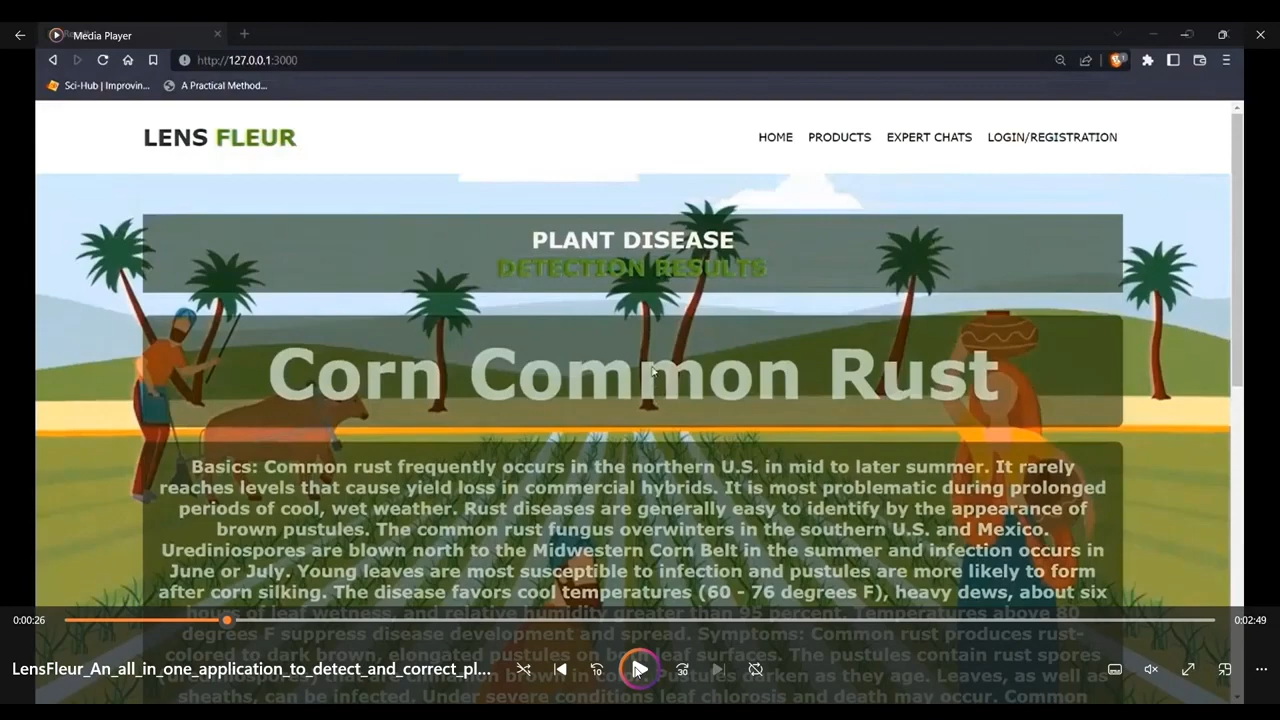 Media Player
http://127.0.0.1:3000
Sci-Hub | Improvin...
A Practical Method...
LENS FLEUR
HOME
PRODUCTS
EXPERT CHATS
LOGIN/REGISTRATION
PLANT DISEASE
DETECTION RESULTS
Corn Common Rust
Basics: Common rust frequently occurs in the northern U.S. in mid to later summer. It rarely
reaches levels that cause yield loss in commercial hybrids. It is most problematic during prolonged
periods of cool, wet weather. Rust diseases are generally easy to identify by the appearance of
brown pustules. The common rust fungus overwinters in the southern U.S. and Mexico.
Urediniospores are blown north to the Midwestern Corn Belt in the summer and infection occurs in
June or July. Young leaves are most susceptible to infection and pustules are more likely to form
after corn silking. The disease favors cool temperatures (60 - 76 degrees F), heavy dews, about six
hours of leaf wetness, and relative humidity greater than 95 percent. Temperatures above 80
0:00:26
0:02:49
degrees F suppress disease development and spread. Symptoms: Common rust produces rust-
colored to dark brown, elongated pustules on both leaf surfaces. The pustules contain rust spores
LensFleur_An_all_in_one_application_to_detect_and_correct_pl...
10
30
brown in color. Pustules darken as they age. Leaves, as well as
sheaths, can be infected. Under severe conditions leaf chlorosis and death may occur. Common